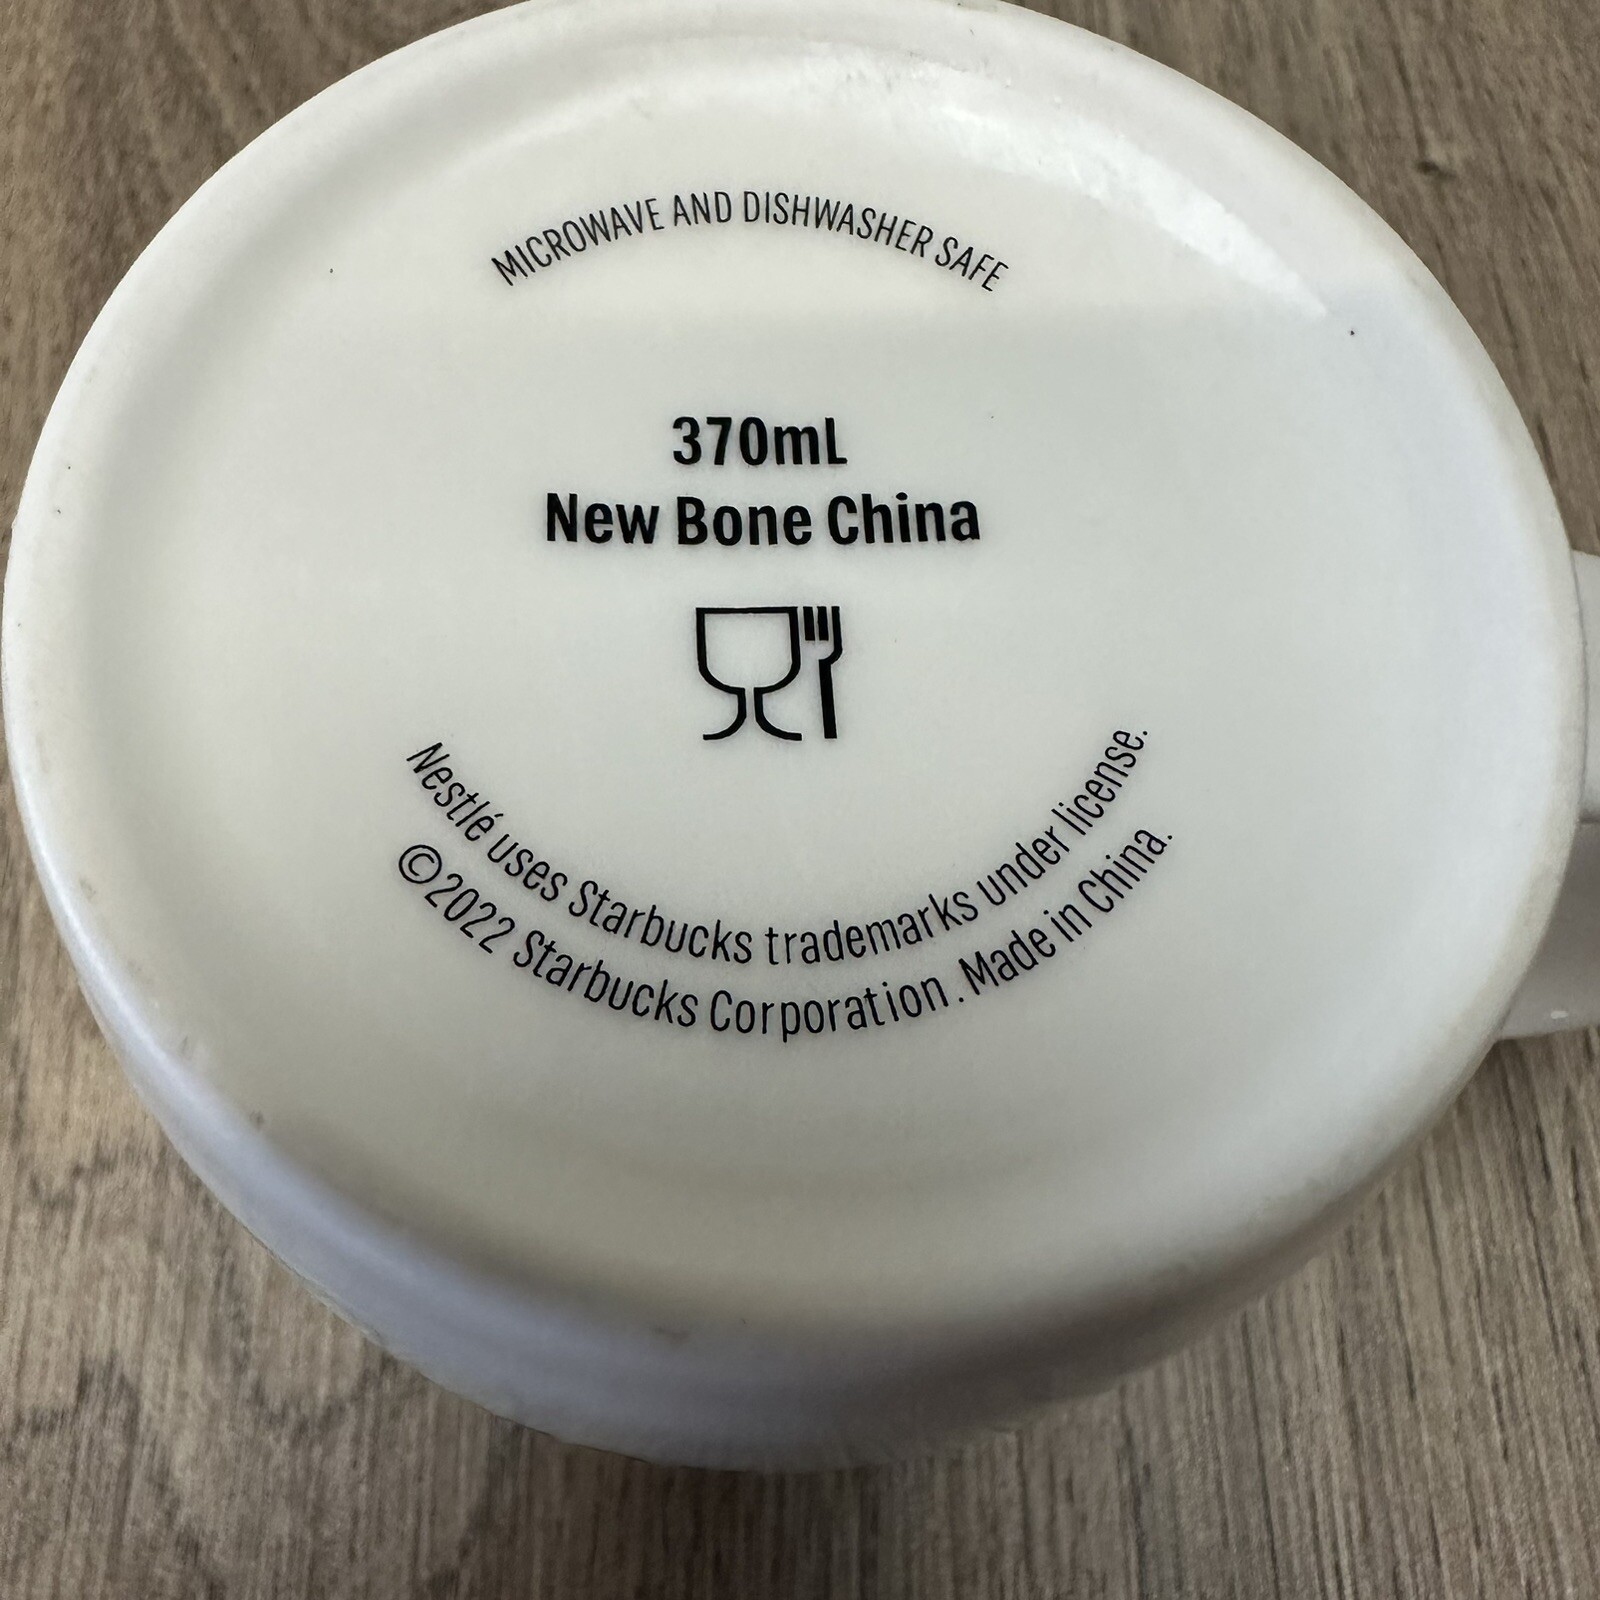 MICROWAVE AND DISHWASHER SAFE
370mL
New Bone China
Nestlé uses Starbucks trademarks under license.
©2022 Starbucks Corporation. Made in China.